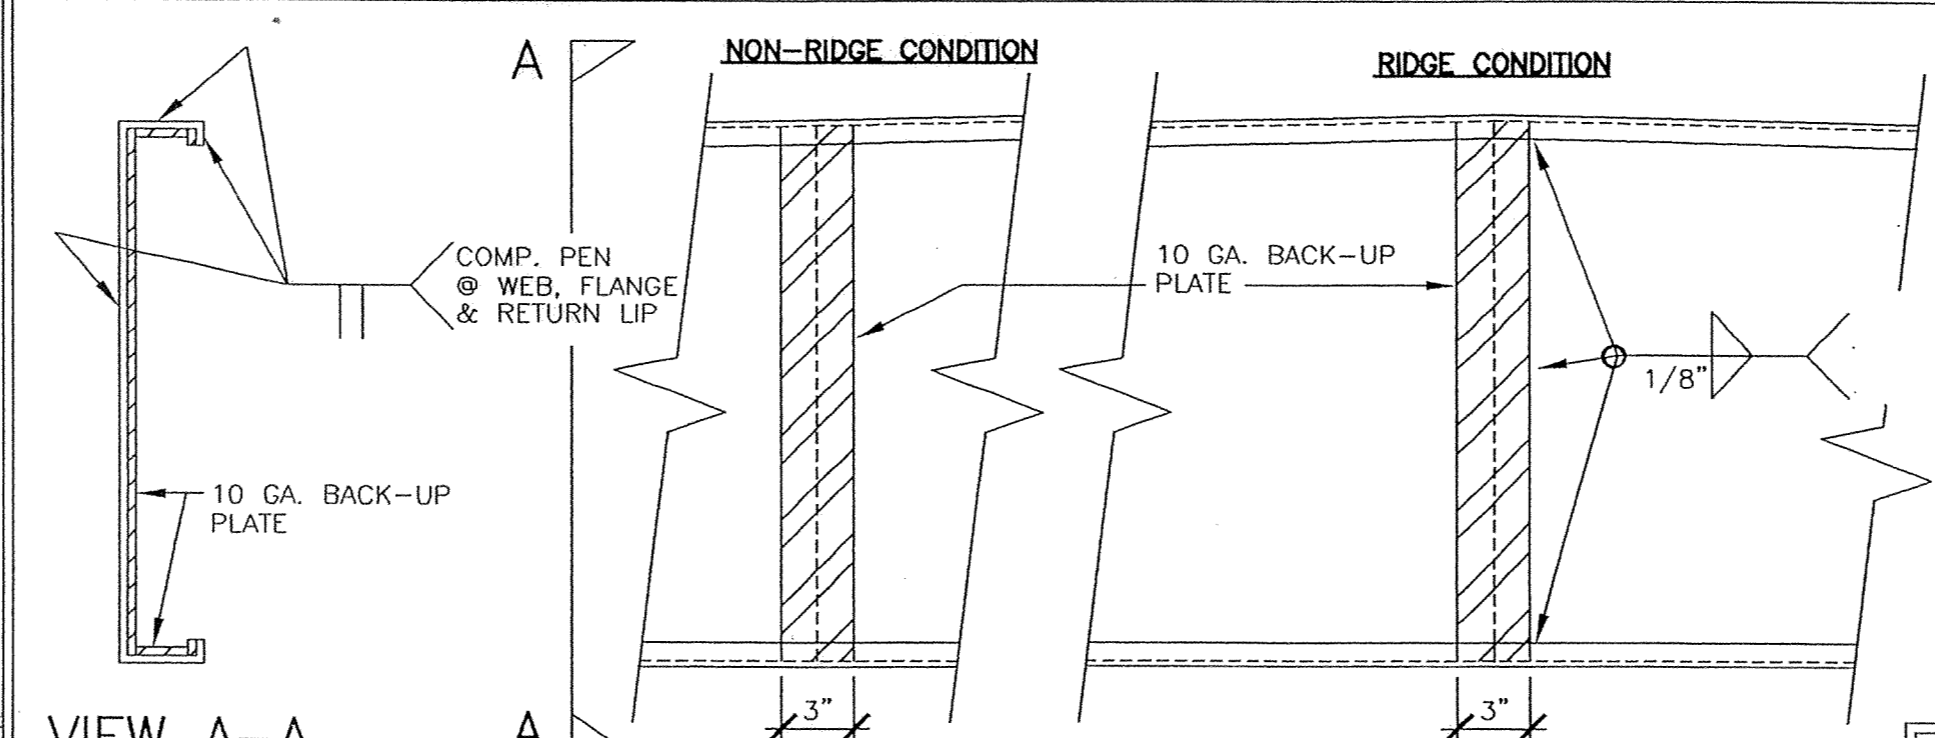 A
NON-RIDGE CONDITION
RIDGE CONDITION
COMP. PEN
@ WEB, FLANGE
& RETURN LIP
10 GA. BACK-UP
PLATE
1/8"
10 GA. BACK-UP
PLATE
3"
3"
VIEW A-A
A